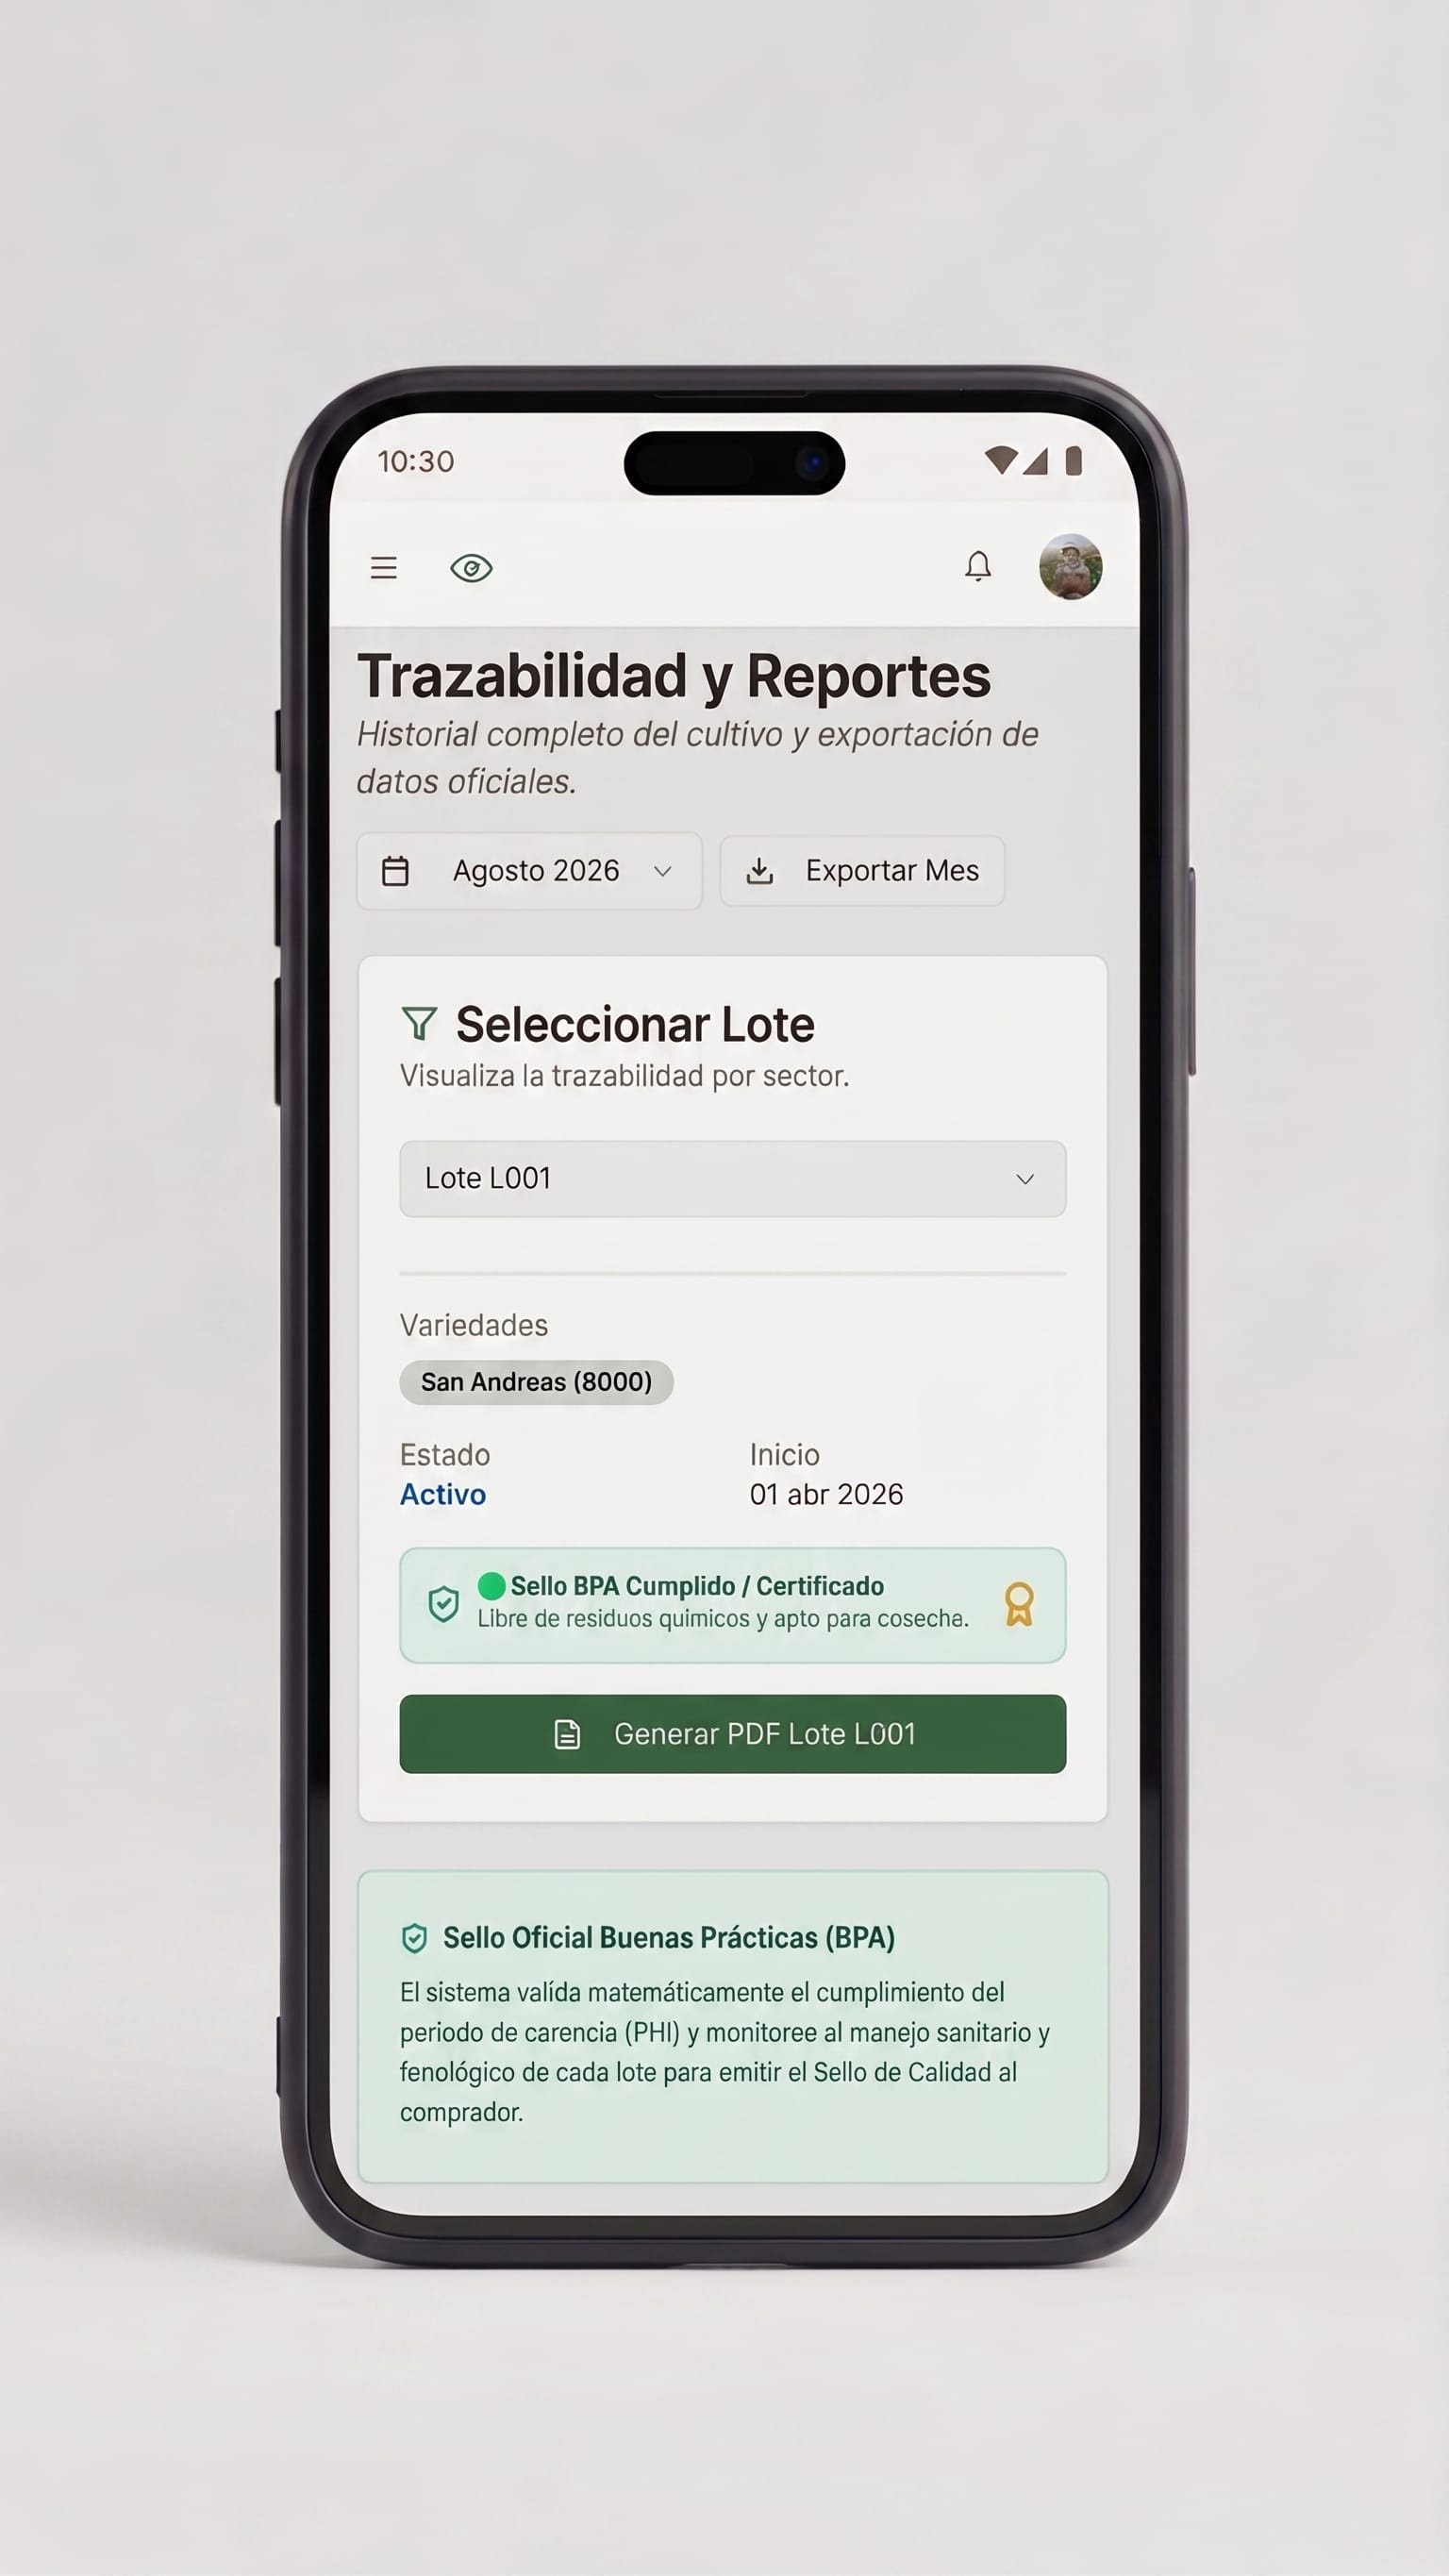 10:30
Trazabilidad y Reportes
Historial completo del cultivo y exportación de
datos oficiales.
Agosto 2026
Exportar Mes
Seleccionar Lote
Visualiza la trazabilidad por sector.
Lote L001
Variedades
San Andreas (8000)
Estado
Inicio
Activo
01 abr 2026
Sello BPA Cumplido / Certificado
Libre de residuos quimicos y apto para cosecha.
Generar PDF Lote L001
Sello Oficial Buenas Prácticas (BPA)
El sistema valída matemáticamente el cumplimiento del
periodo de carencia (PHI) y monitoree al manejo sanitario y
fenológico de cada lote para emitir el Sello de Calidad al
comprador.